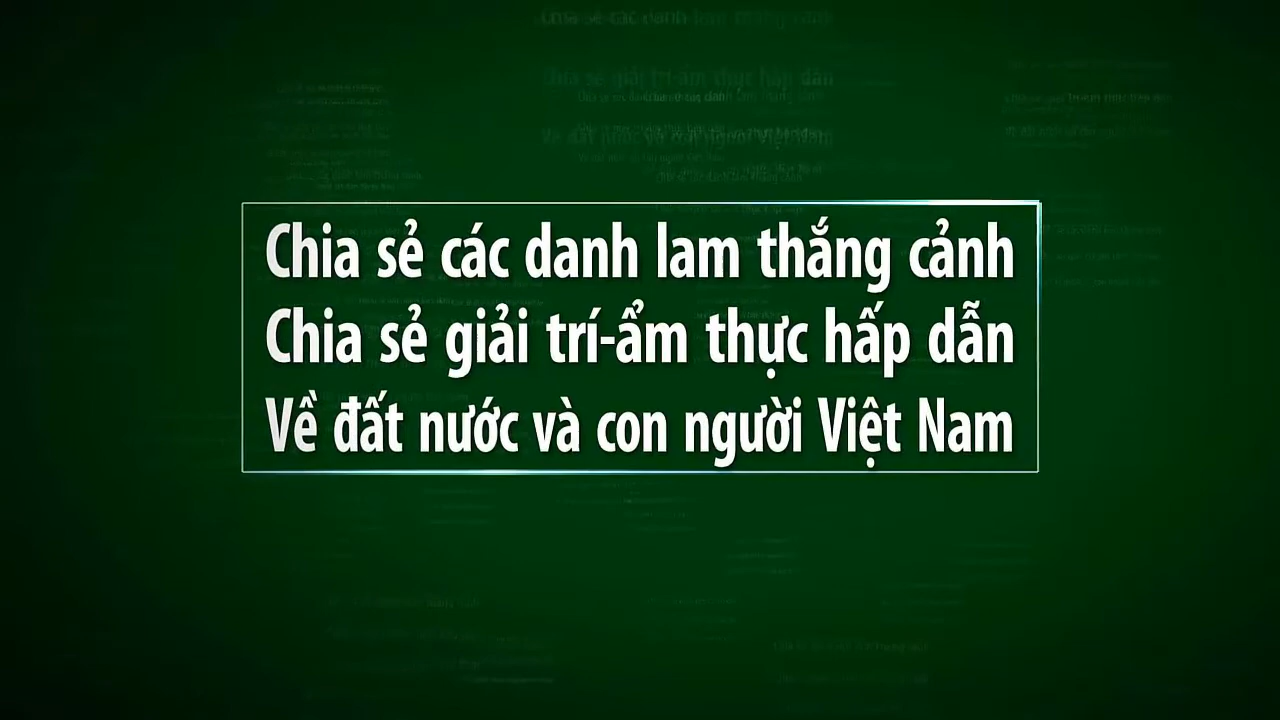 Chia sẻ các danh lam thắng cảnh
Chia sẻ giải trí-ẩm thực hấp dẫn
Về đất nước và con người Việt Nam